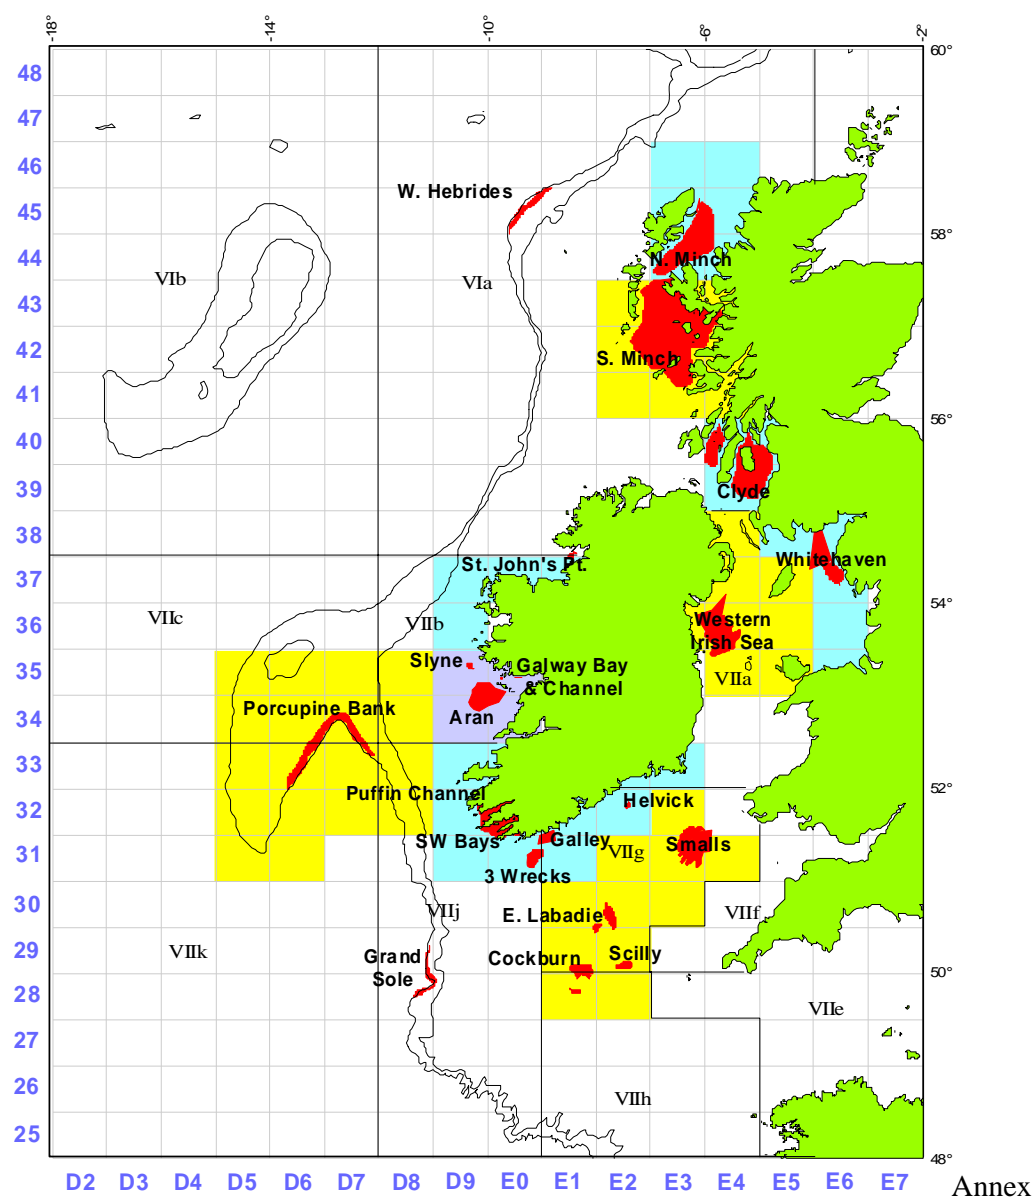 -18° -14° -10° -6° -2°
60°
48
47
46
W. Hebrides
45
58°
N. Minch
44
VIb
VIa
43
42
S. Minch
41
56°
40
39
Clyde
38
Whitehaven
St. John's Pt.
37
54°
VIIc
VIIb
36
Western
Irish Sea
Slyne
Galway Bay
& Channel
35
VIIa
Porcupine Bank
Aran
34
33
Puffin Channel
Helvick
52°
32
SW Bays
Galley
Smalls
VIIg
31
3 Wrecks
30
VIIj
E. Labadie
VIIf
VIIk
29
Grand
Sole
Cockburn
Scilly
50°
28
VIIe
27
26
VIIh
25
48°
D2 D3 D4 D5 D6 D7 D8 D9 E0 E1 E2 E3 E4 E5 E6 E7
Annex